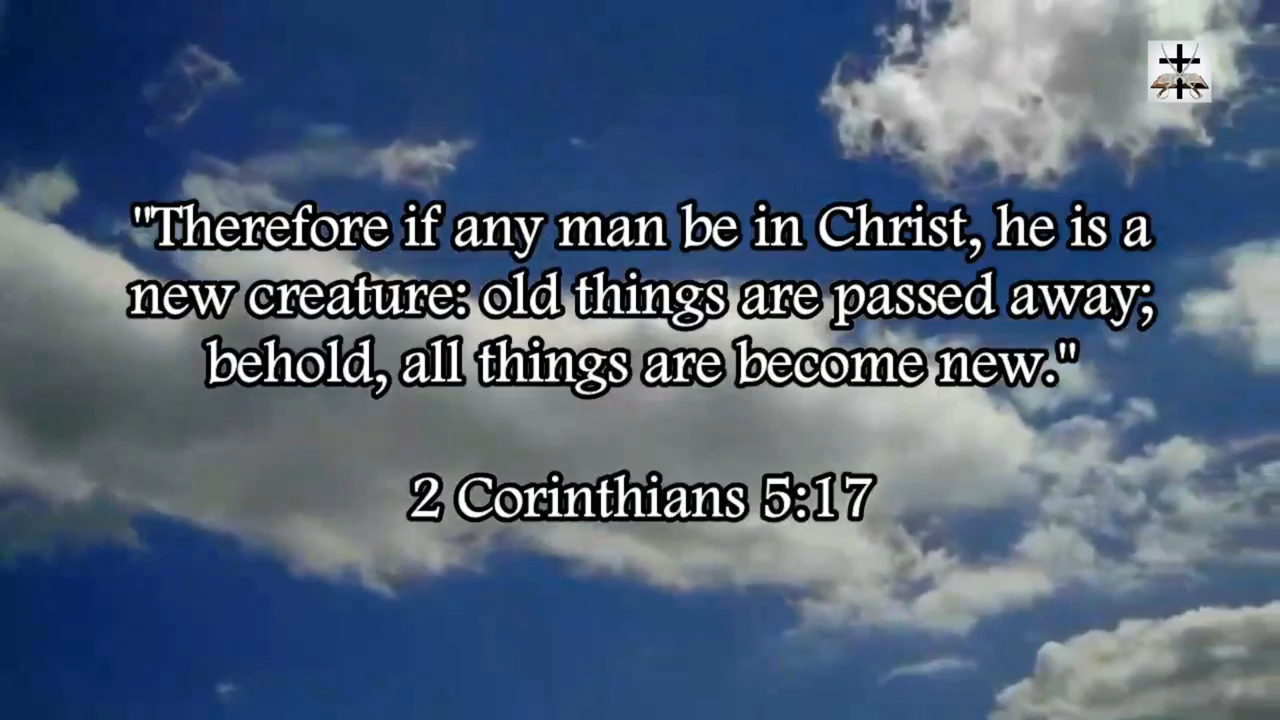 "Therefore if any man be in Christ, he is a
new creature: old things are passed away;
behold, all things are become new."
2 Corinthians 5:17